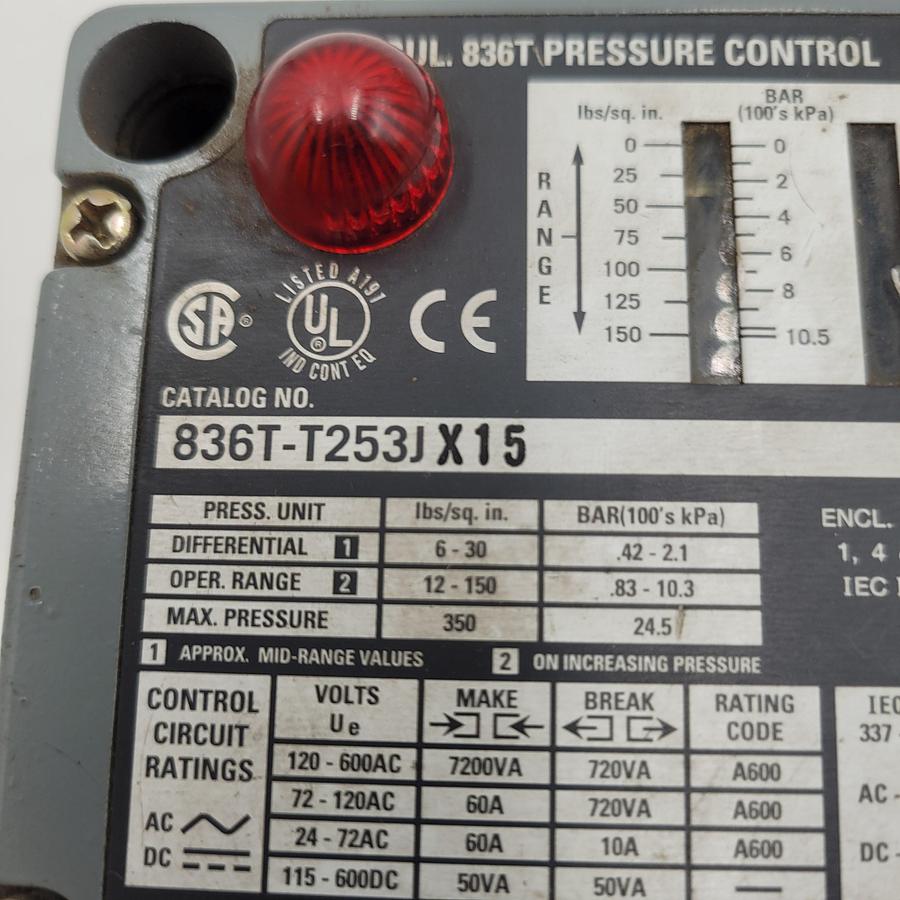 BUL. 836T PRESSURE CONTROL
lbs/sq. in.
BAR
(100's kPa)
RANGE
0
25
50
75
100
125
150
0
2
4
6
8
10.5
SA ®
LISTED A197
UL ®
IND CONT EQ
CE
CATALOG NO.
836T-T253J X15
PRESS. UNIT lbs/sq. in. BAR(100's kPa)
DIFFERENTIAL 1 6 - 30 .42 - 2.1
OPER. RANGE 2 12 - 150 .83 - 10.3
MAX. PRESSURE 350 24.5
1 APPROX. MID-RANGE VALUES 2 ON INCREASING PRESSURE
ENCL.
1, 4
IEC
CONTROL
CIRCUIT
RATINGS
AC
DC
VOLTS
Ue
MAKE
BREAK
RATING
CODE
120 - 600AC 7200VA 720VA A600
72 - 120AC 60A 720VA A600
24 - 72AC 60A 10A A600
115 - 600DC 50VA 50VA —
IEC
337 -
AC -
DC -